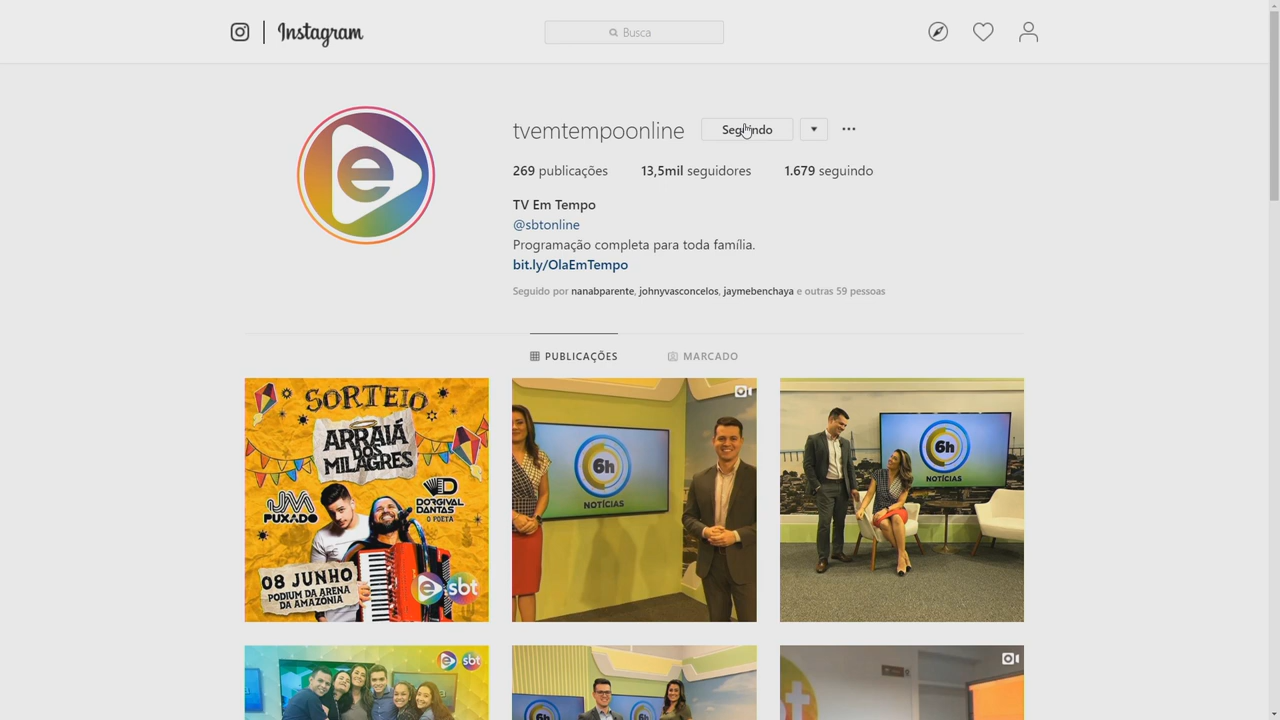 Instagram
Busca
tvemtempoonline
Seguindo
269 publicações 13,5mil seguidores 1.679 seguindo
TV Em Tempo
@sbtonline
Programação completa para toda família.
bit.ly/OlaEmTempo
Seguido por nanabparente, johnyvasconcelos, jaymebenchaya e outras 59 pessoas
PUBLICAÇÕES MARCADO
SORTEIO
ARRAIÁ
DOS
MILAGRES
JM
PUXADO
DORGIVAL
DANTAS
O POETA
08 JUNHO
PODIUM DA ARENA
DA AMAZÔNIA
e sbt
6h
NOTÍCIAS
6h
NOTÍCIAS
e sbt
6h
6h
t